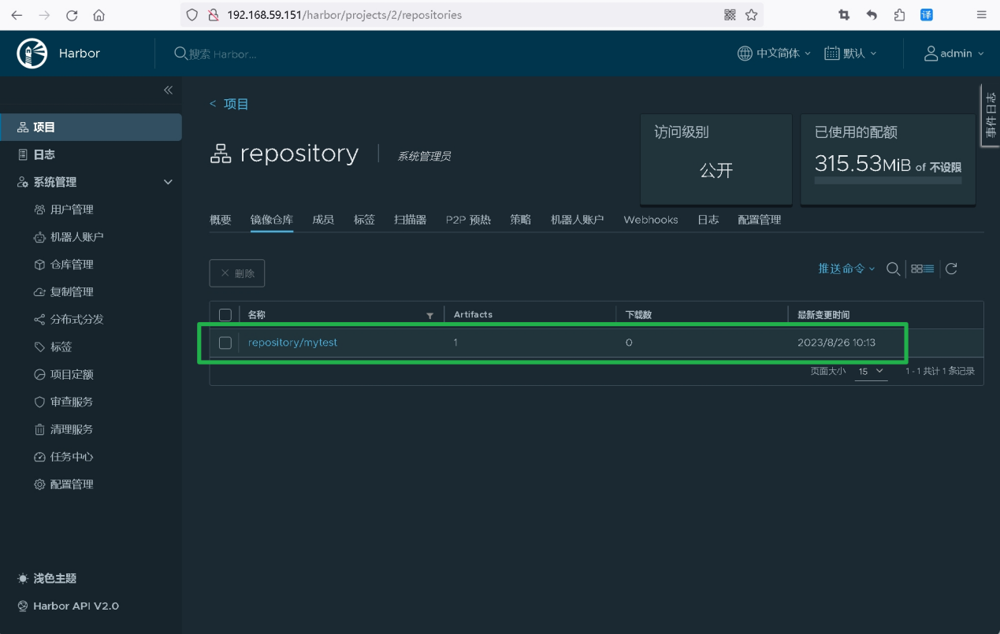 192.168.59.151/harbor/projects/2/repositories
译
Harbor
搜索 Harbor...
中文简体
默认
admin
事件日志
项目
日志
系统管理
用户管理
机器人账户
仓库管理
复制管理
分布式分发
标签
项目定额
审查服务
清理服务
任务中心
配置管理
浅色主题
Harbor API V2.0
< 项目
repository
系统管理员
访问级别
公开
已使用的配额
315.53MiB of 不设限
概要 镜像仓库 成员 标签 扫描器 P2P 预热 策略 机器人账户 Webhooks 日志 配置管理
删除
推送命令
名称 Artifacts 下载数 最新变更时间
repository/mytest 1 0 2023/8/26 10:13
页面大小 15 1 - 1 共计 1 条记录